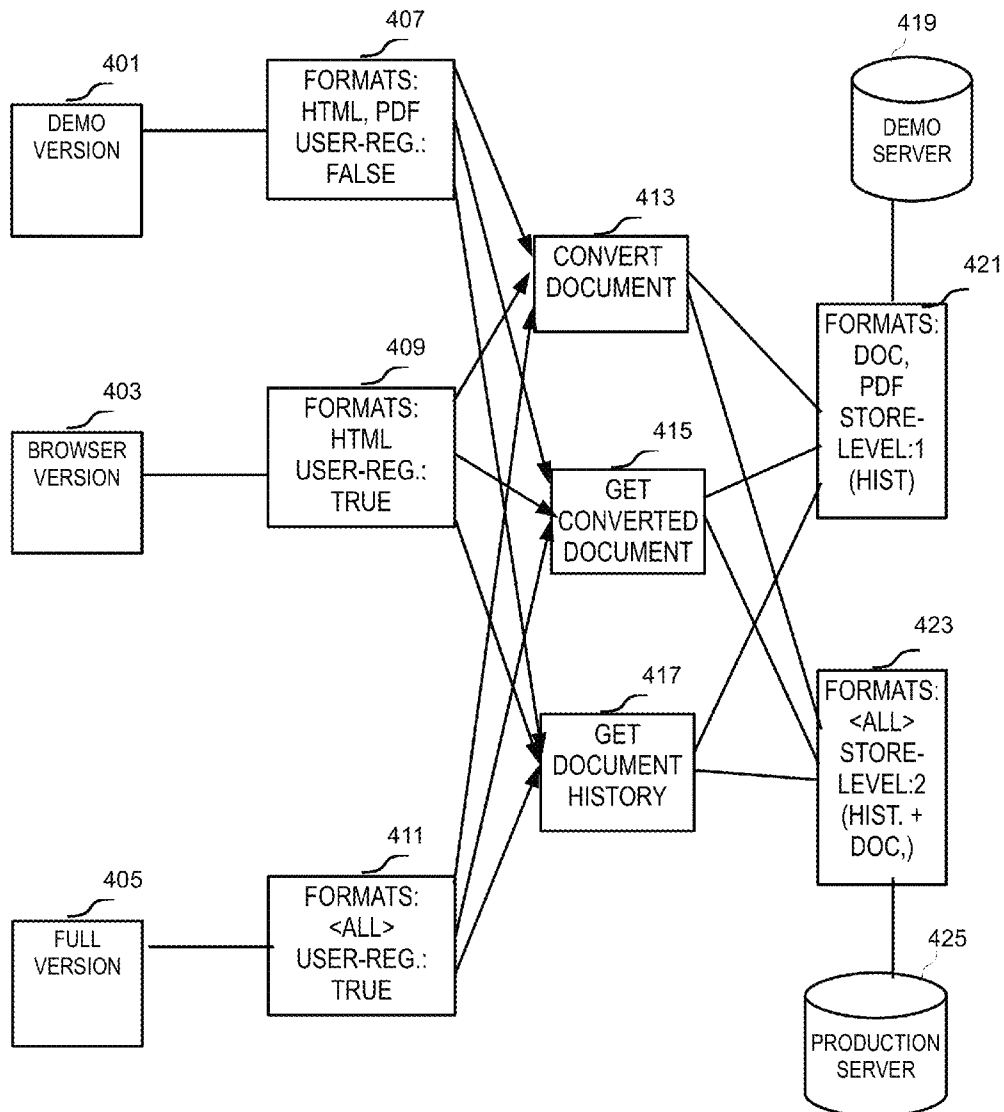 401
DEMO
VERSION
407
FORMATS:
HTML, PDF
USER-REG.:
FALSE
419
DEMO
SERVER
413
CONVERT
DOCUMENT
421
FORMATS:
DOC,
PDF
STORE-
LEVEL:1
(HIST)
403
BROWSER
VERSION
409
FORMATS:
HTML
USER-REG.:
TRUE
415
GET
CONVERTED
DOCUMENT
417
GET
DOCUMENT
HISTORY
423
FORMATS:
<ALL>
STORE-
LEVEL:2
(HIST. +
DOC,)
405
FULL
VERSION
411
FORMATS:
<ALL>
USER-REG.:
TRUE
425
PRODUCTION
SERVER